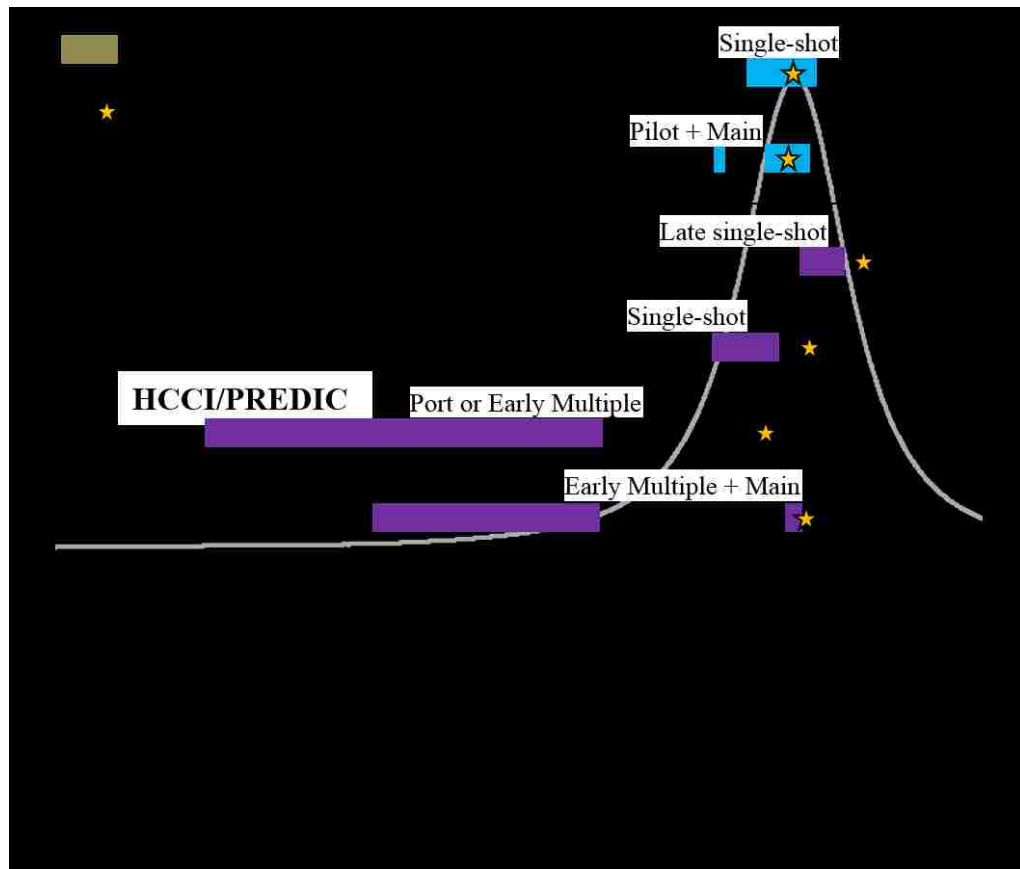 Single-shot
Pilot + Main
Late single-shot
Single-shot
HCCI/PREDIC
Port or Early Multiple
Early Multiple + Main